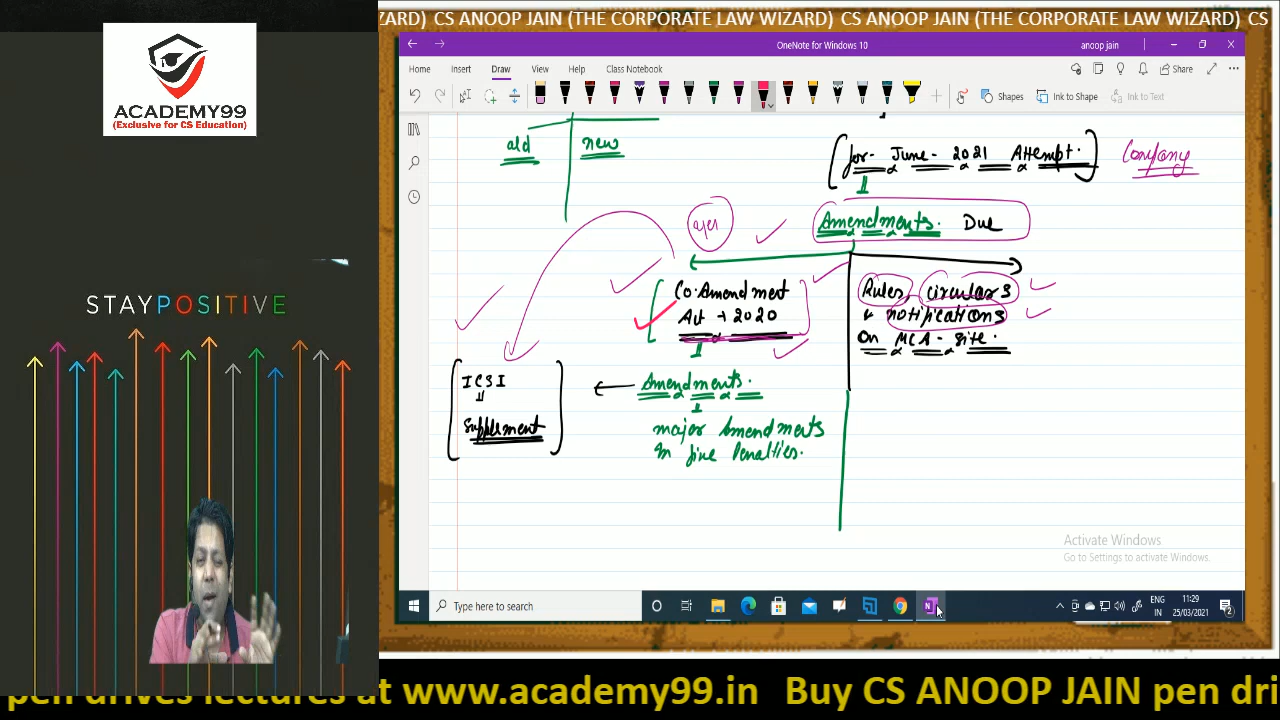 ZARD) CS ANOOP JAIN (THE CORPORATE LAW WIZARD) CS ANOOP JAIN (THE CORPORATE LAW WIZARD) CS
ACADEMY99
(Exclusive for CS Education)
STAYPOSITIVE
OneNote for Windows 10
anoop jain
Home Insert Draw View Help Class Notebook
Share
Shapes
Ink to Shape
Ink to Text
old
new
for June 2021 Attempt.
Company
Amendments. Due
Co. Amendment
Act → 2020
Rules, circulars
notifications
On MCA - site.
ICSI
Supplement
Amendments.
major Amendments
In fine Penalties.
Activate Windows
Go to Settings to activate Windows.
Type here to search
ENG
IN
11:29
25/03/2021
2
pen drives lectures at www.academy99.in Buy CS ANOOP JAIN pen dri